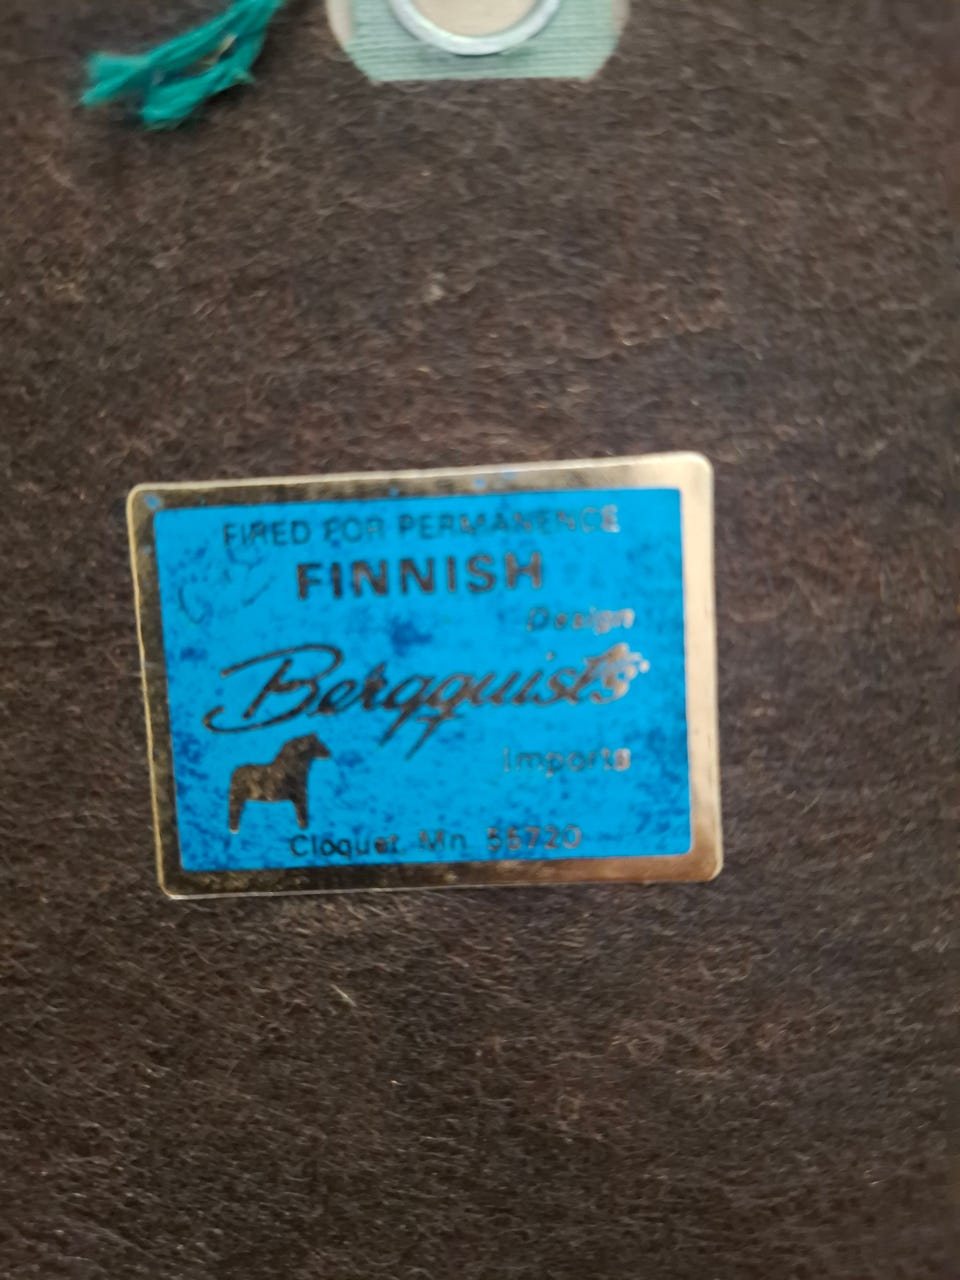 FIRED FOR PERMANENCE
FINNISH
Design
Bergquist's
Imports
Cloquet, Mn 55720